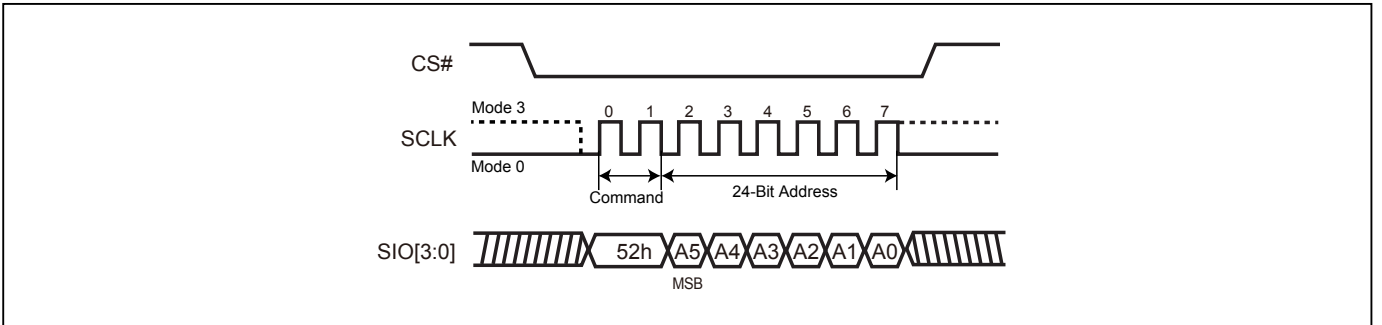 CS#
Mode 3
0 1 2 3 4 5 6 7
SCLK
Mode 0
Command
24-Bit Address
SIO[3:0]
52h A5 A4 A3 A2 A1 A0
MSB